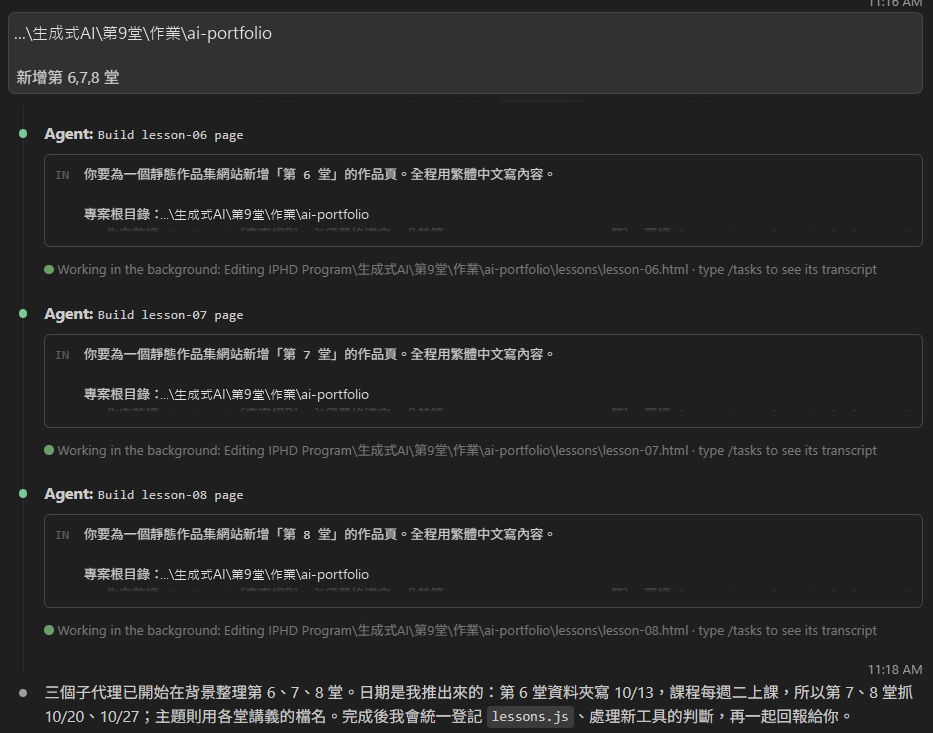 11:16 AM
...\生成式AI\第9堂\作業\ai-portfolio
新增第 6,7,8 堂
Agent: Build lesson-06 page
IN 你要為一個靜態作品集網站新增「第 6 堂」的作品頁。全程用繁體中文寫內容。
專案根目錄：...\生成式AI\第9堂\作業\ai-portfolio
Working in the background: Editing IPHD Program\生成式AI\第9堂\作業\ai-portfolio\lessons\lesson-06.html · type /tasks to see its transcript
Agent: Build lesson-07 page
IN 你要為一個靜態作品集網站新增「第 7 堂」的作品頁。全程用繁體中文寫內容。
專案根目錄：...\生成式AI\第9堂\作業\ai-portfolio
Working in the background: Editing IPHD Program\生成式AI\第9堂\作業\ai-portfolio\lessons\lesson-07.html · type /tasks to see its transcript
Agent: Build lesson-08 page
IN 你要為一個靜態作品集網站新增「第 8 堂」的作品頁。全程用繁體中文寫內容。
專案根目錄：...\生成式AI\第9堂\作業\ai-portfolio
Working in the background: Editing IPHD Program\生成式AI\第9堂\作業\ai-portfolio\lessons\lesson-08.html · type /tasks to see its transcript
11:18 AM
三個子代理已開始在背景整理第 6、7、8 堂。日期是我推出來的：第 6 堂資料夾寫 10/13，課程每週二上課，所以第 7、8 堂抓
10/20、10/27；主題則用各堂講義的檔名。完成後我會統一登記 lessons.js、處理新工具的判斷，再一起回報給你。